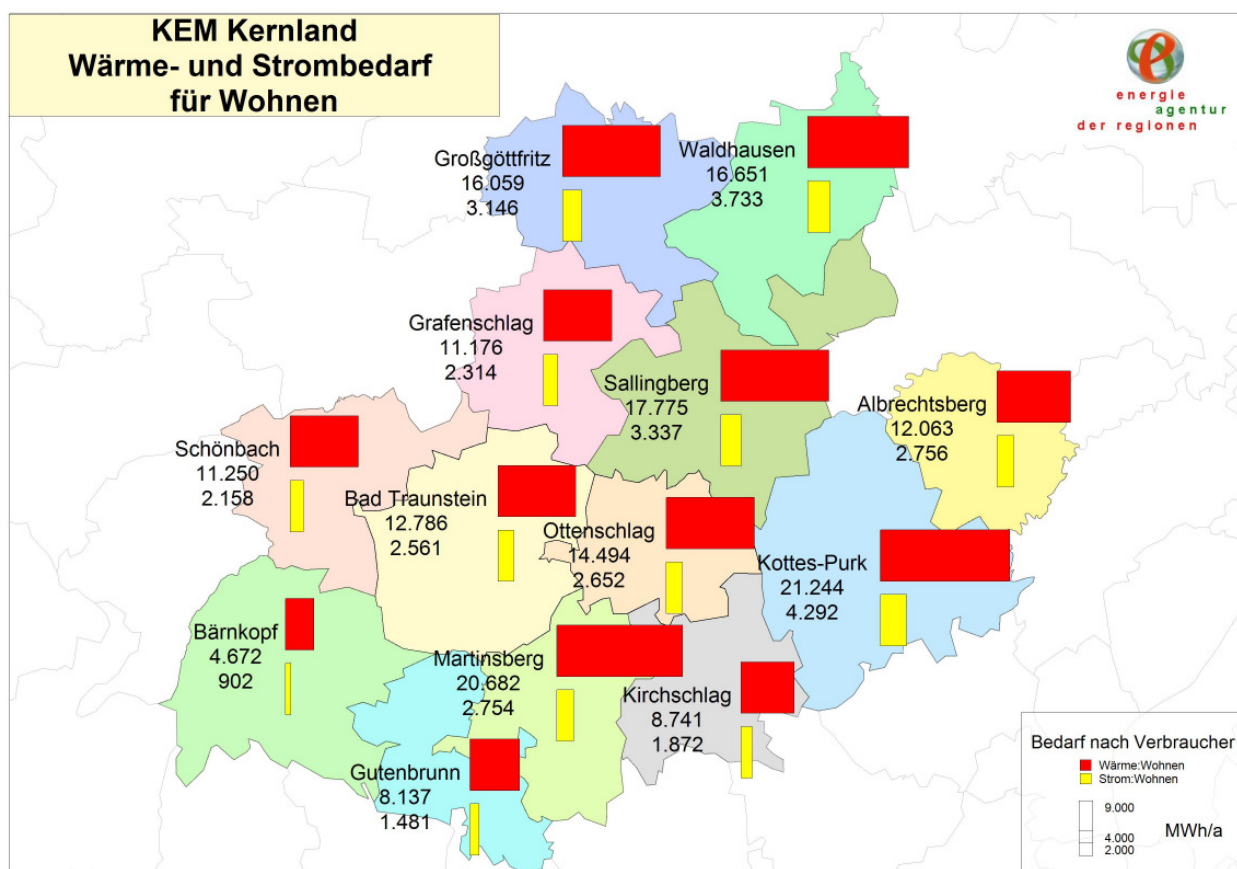 KEM Kernland
Wärme- und Strombedarf
für Wohnen
energie
agentur
der regionen
Großgöttfritz
16.059
3.146
Waldhausen
16.651
3.733
Grafenschlag
11.176
2.314
Sallingberg
17.775
3.337
Albrechtsberg
12.063
2.756
Schönbach
11.250
2.158
Bad Traunstein
12.786
2.561
Ottenschlag
14.494
2.652
Kottes-Purk
21.244
4.292
Bärnkopf
4.672
902
Martinsberg
20.682
2.754
Kirchschlag
8.741
1.872
Gutenbrunn
8.137
1.481
Bedarf nach Verbraucher
Wärme:Wohnen
Strom:Wohnen
9.000
4.000
2.000
MWh/a